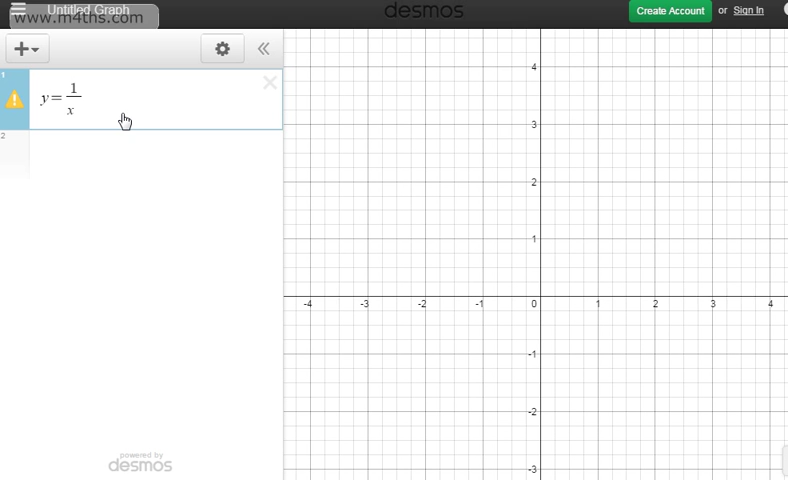 Untitled Graph
www.m4ths.com
desmos
Create Account or Sign In
1
y=1/x
2
powered by
desmos
4
3
2
1
-4 -3 -2 -1 0 1 2 3 4
-1
-2
-3